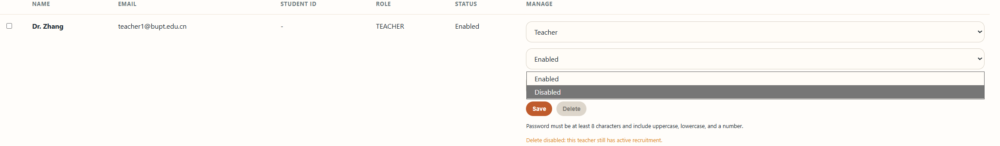 NAME EMAIL STUDENT ID ROLE STATUS MANAGE
Dr. Zhang teacher1@bupt.edu.cn - TEACHER Enabled Teacher
Enabled
Enabled
Disabled
Save Delete
Password must be at least 8 characters and include uppercase, lowercase, and a number.
Delete disabled: this teacher still has active recruitment.